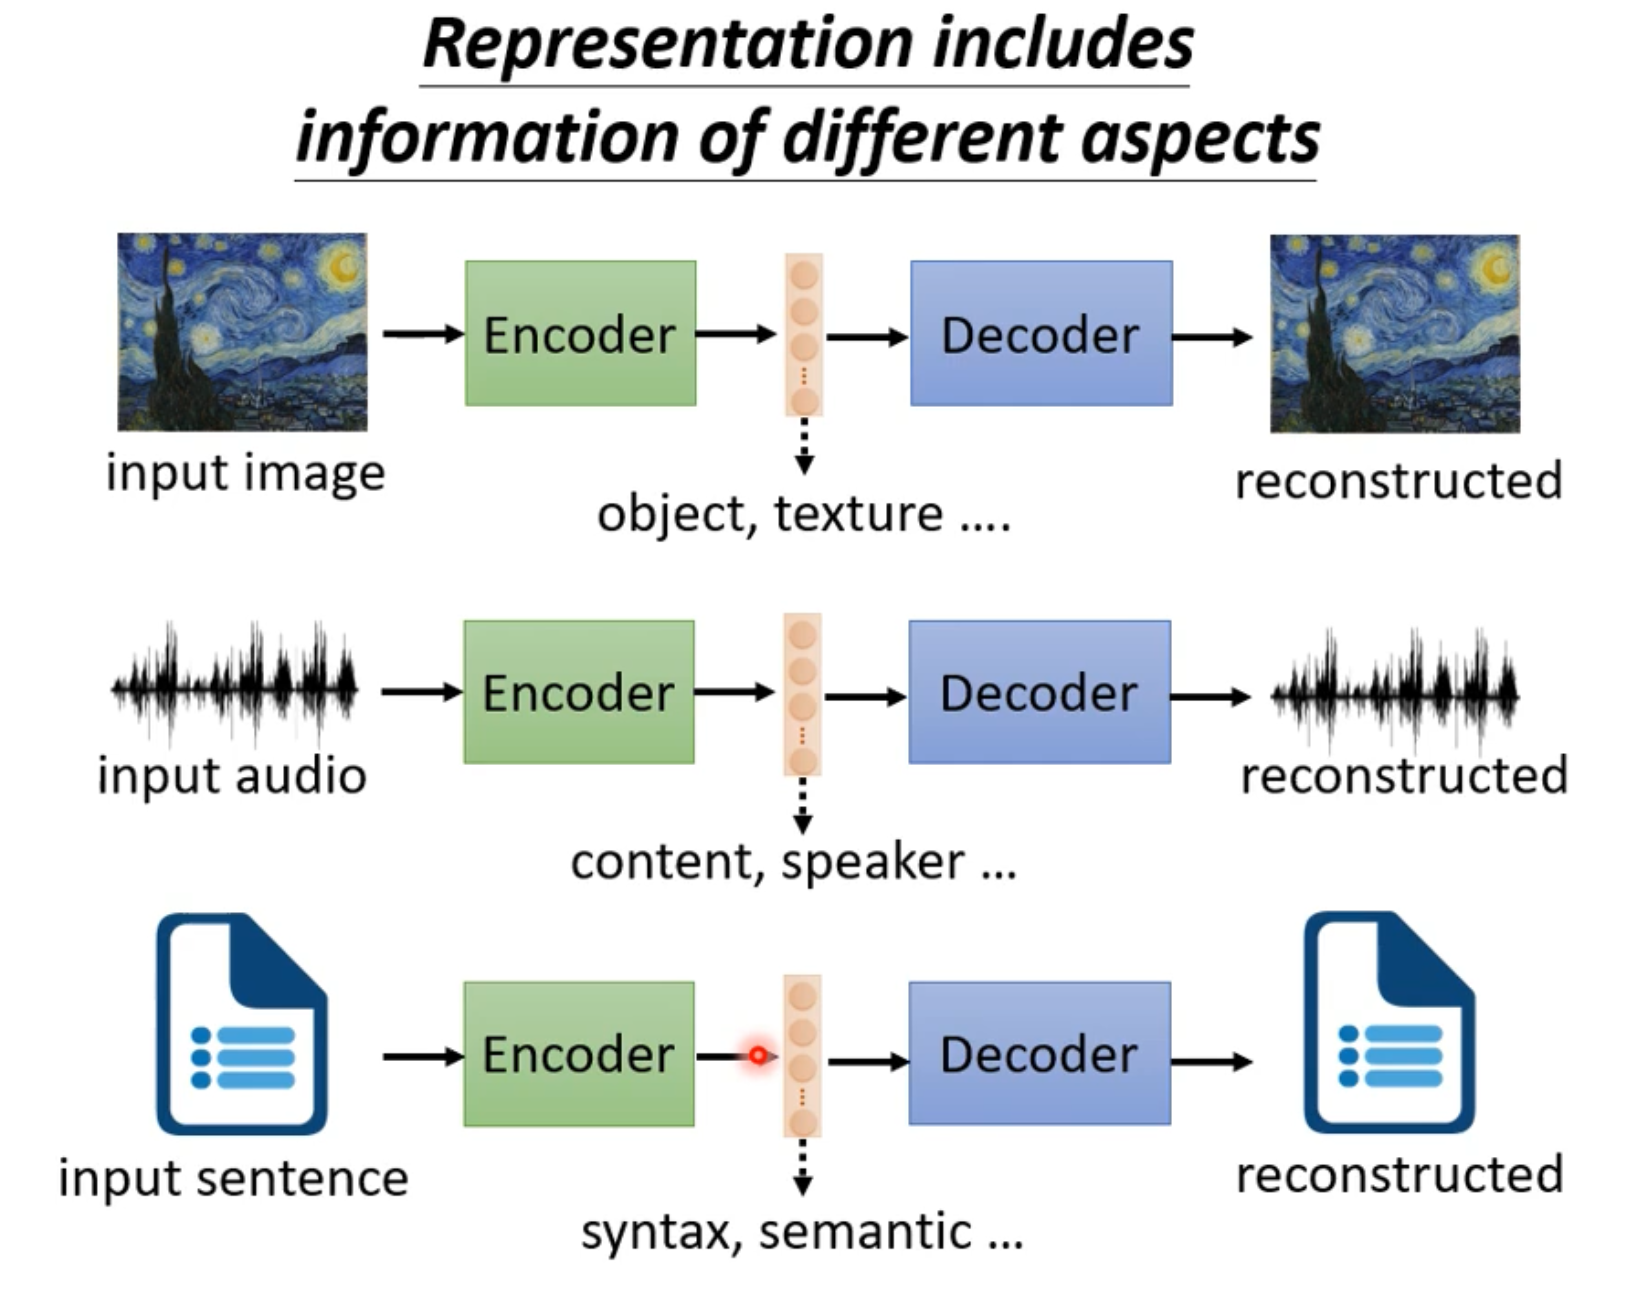 Representation includes
information of different aspects
Encoder
Decoder
input image
reconstructed
object, texture ....
Encoder
Decoder
input audio
reconstructed
content, speaker ...
Encoder
Decoder
input sentence
reconstructed
syntax, semantic ...